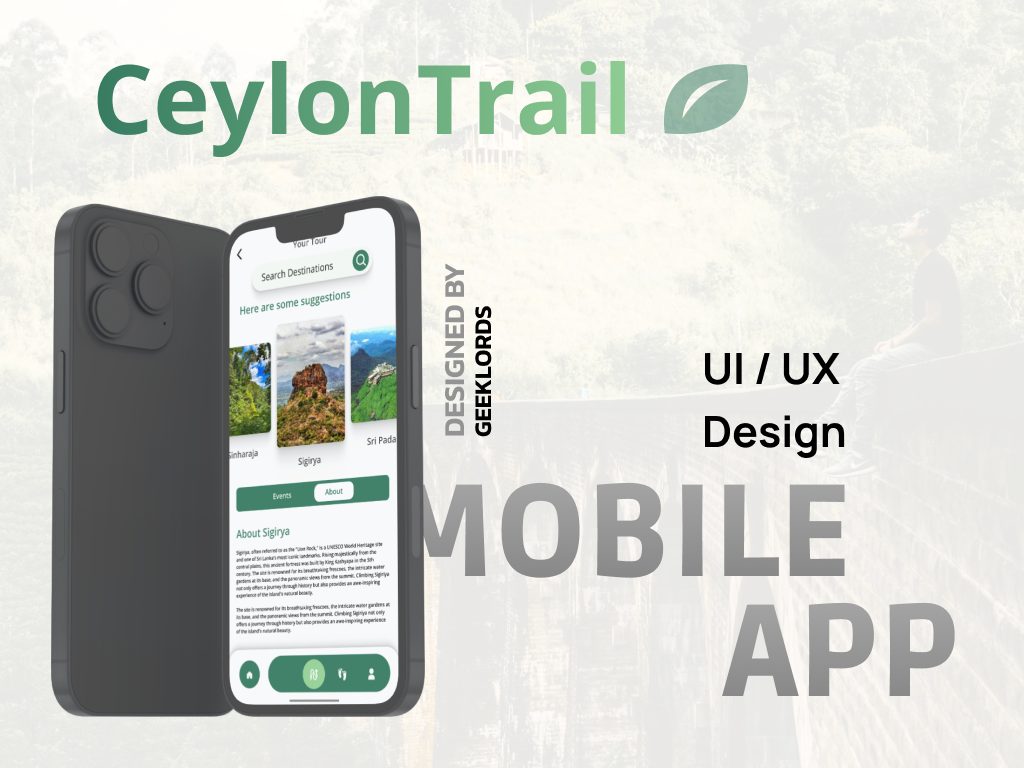 CeylonTrail
Your Tour
Search Destinations
Here are some suggestions
Sinharaja
Sigirya
Sri Pada
Events
About
About Sigirya
Sigirya, often referred to as the "Lion Rock," is a UNESCO World Heritage site
and one of Sri Lanka's most iconic landmarks. Rising majestically from the
central plains, this ancient fortress was built by King Kashyapa in the 5th
century. The site is renowned for its breathtaking frescoes, the intricate water
gardens at its base, and the panoramic views from the summit. Climbing Sigirya
not only offers a journey through history but also provides an awe-inspiring
experience of the island's natural beauty.
The site is renowned for its breathtaking frescoes, the intricate water gardens at
its base, and the panoramic views from the summit. Climbing Sigirya not only
offers a journey through history but also provides an awe-inspiring experience
of the island's natural beauty.
DESIGNED BY
GEEKLORDS
UI / UX
Design
MOBILE
APP